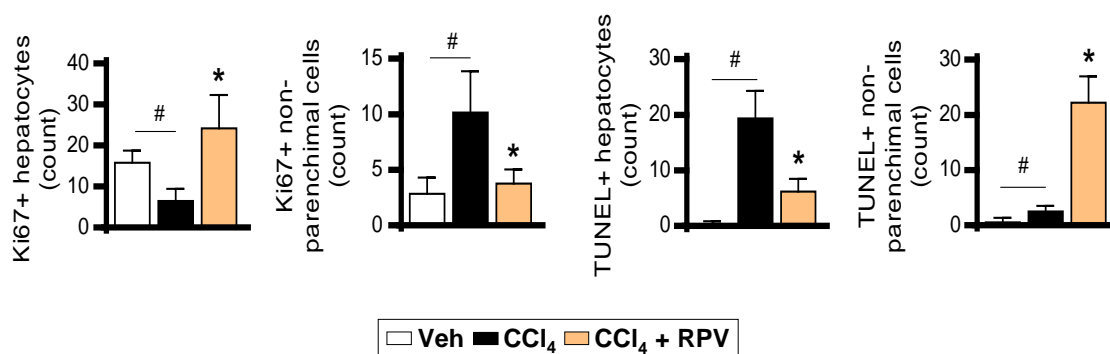 Ki67+ hepatocytes
(count)
40
30
20
10
0
#
*
Ki67+ non-
parenchimal cells
(count)
15
10
5
0
#
*
TUNEL+ hepatocytes
(count)
30
20
10
0
#
*
TUNEL+ non-
parenchimal cells
(count)
30
20
10
0
#
*
Veh CCl₄ CCl₄ + RPV